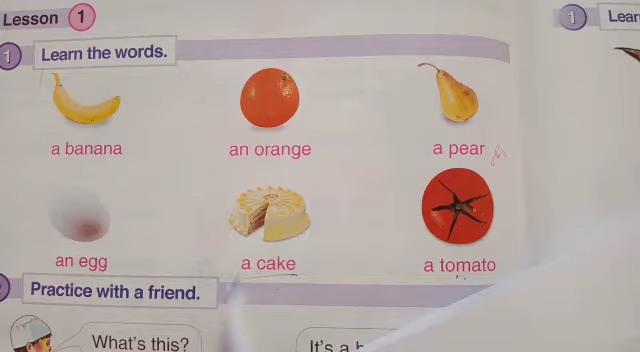 Lesson 1
1 Learn the words.
a banana
an orange
a pear
an egg
a cake
a tomato
Practice with a friend.
What's this?
It's a
1